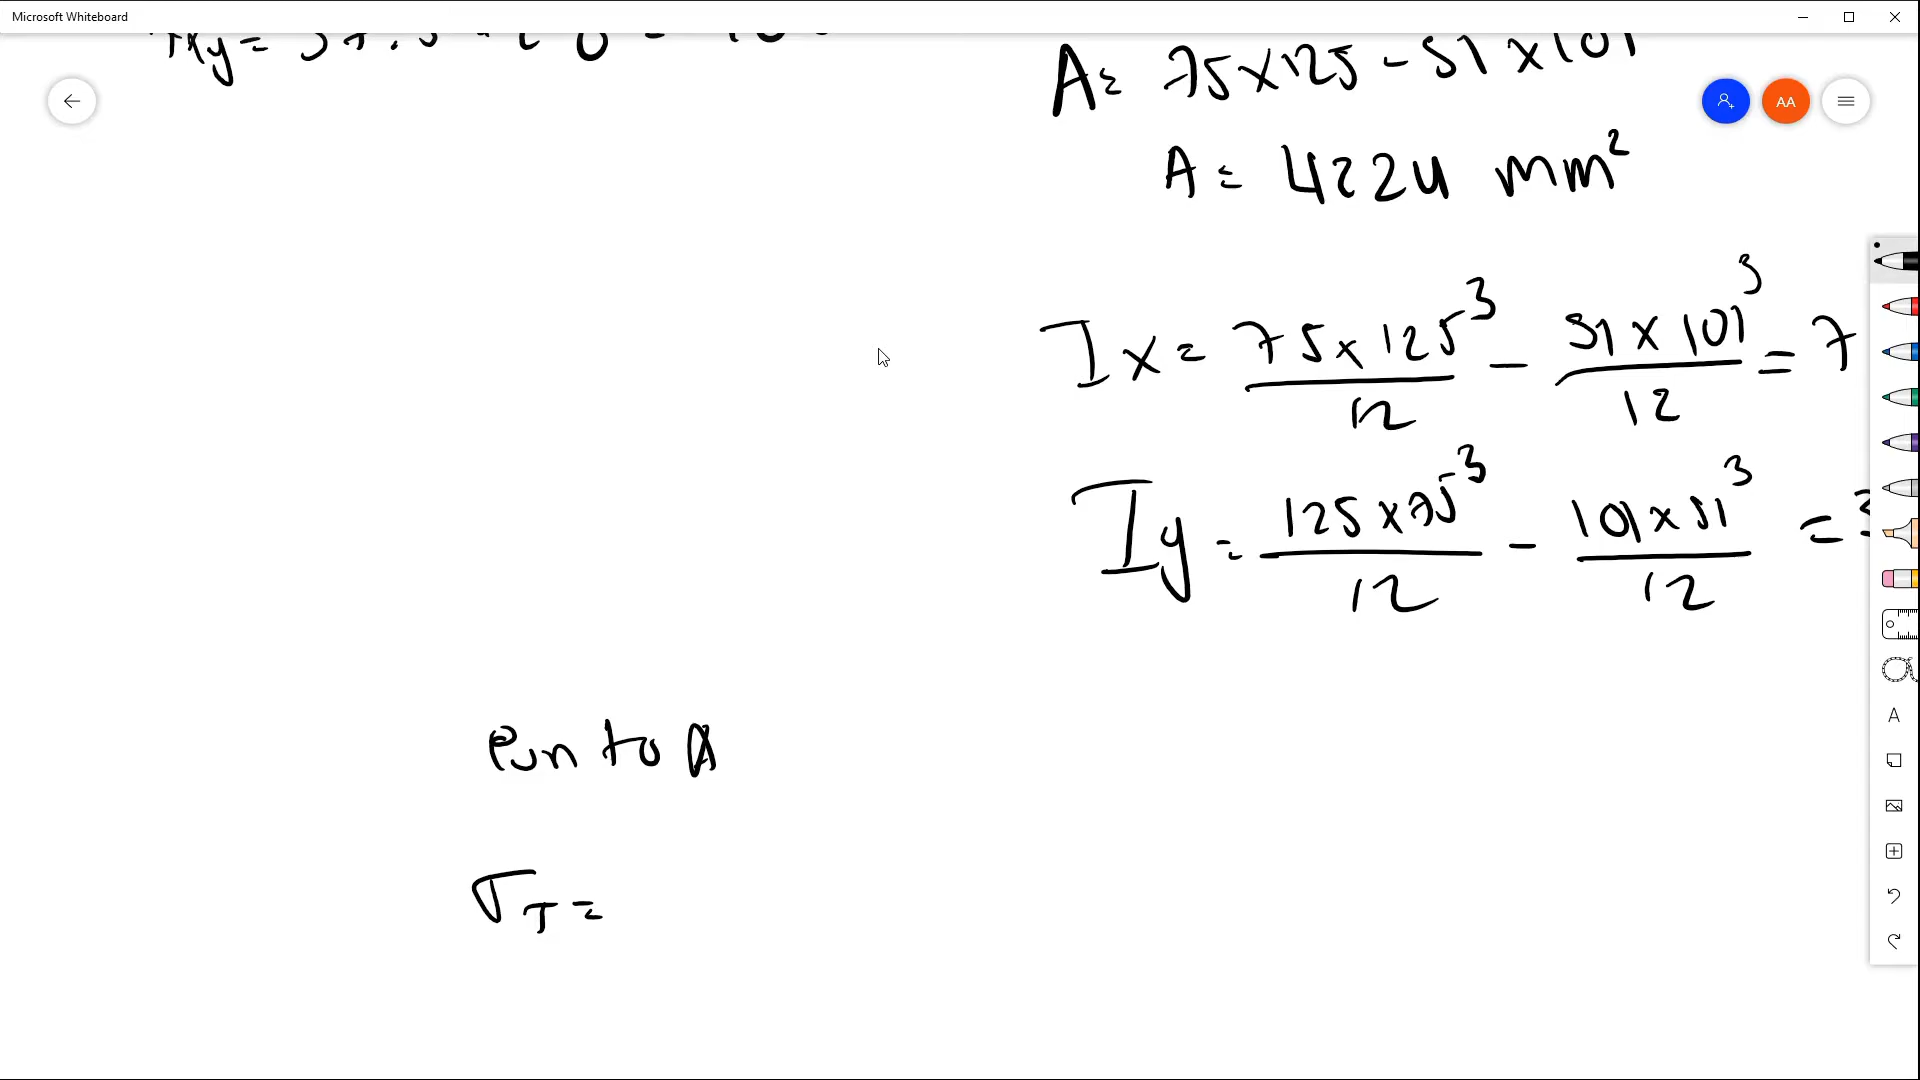 Microsoft Whiteboard
A = 75x125 - 51x101
AA
A = 4224 mm²
Ix = 75x125³/12 - 51x101³/12 = 7
Iy = 125x75³/12 - 101x51³/12 =
A
Punto A
σT =